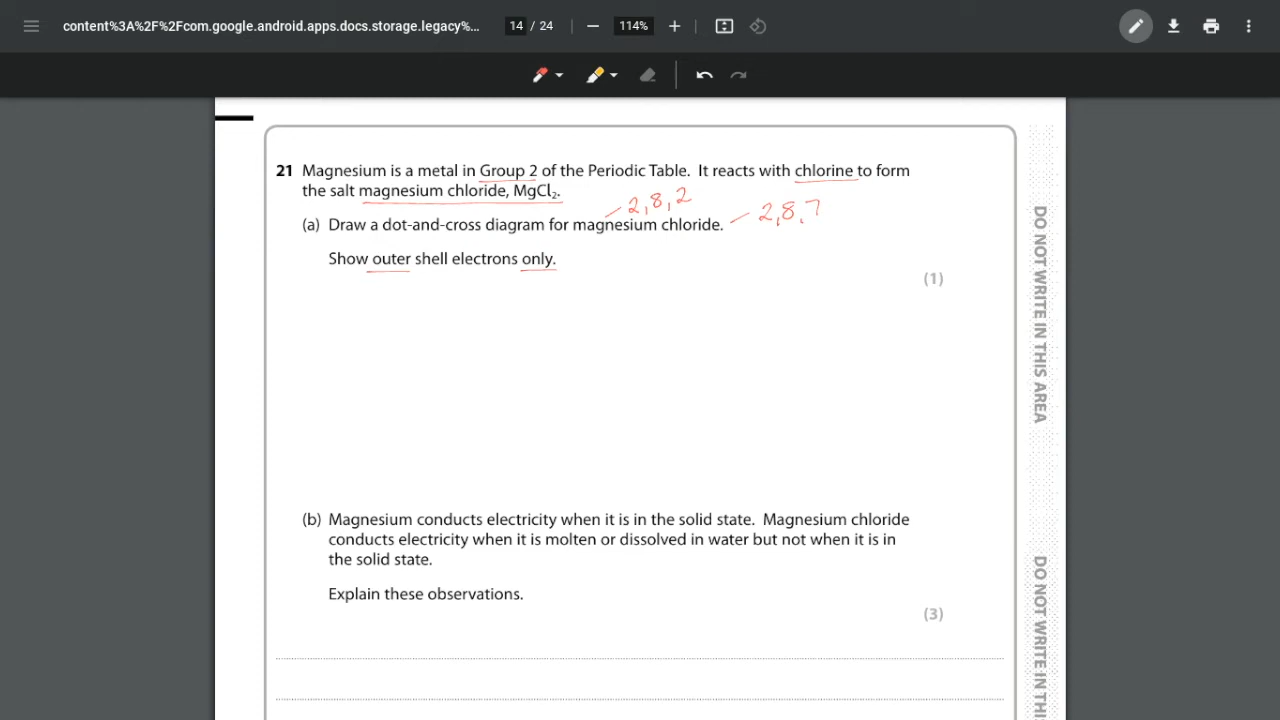 content%3A%2F%2Fcom.google.android.apps.docs.storage.legacy%...
14 / 24
114%
21 Magnesium is a metal in Group 2 of the Periodic Table. It reacts with chlorine to form
the salt magnesium chloride, MgCl₂.
2,8,2
2,8,7
(a) Draw a dot-and-cross diagram for magnesium chloride.
Show outer shell electrons only.
(1)
(b) Magnesium conducts electricity when it is in the solid state. Magnesium chloride
conducts electricity when it is molten or dissolved in water but not when it is in
the solid state.
Explain these observations.
(3)
DO NOT WRITE IN THIS AREA
DO NOT WRITE IN THI